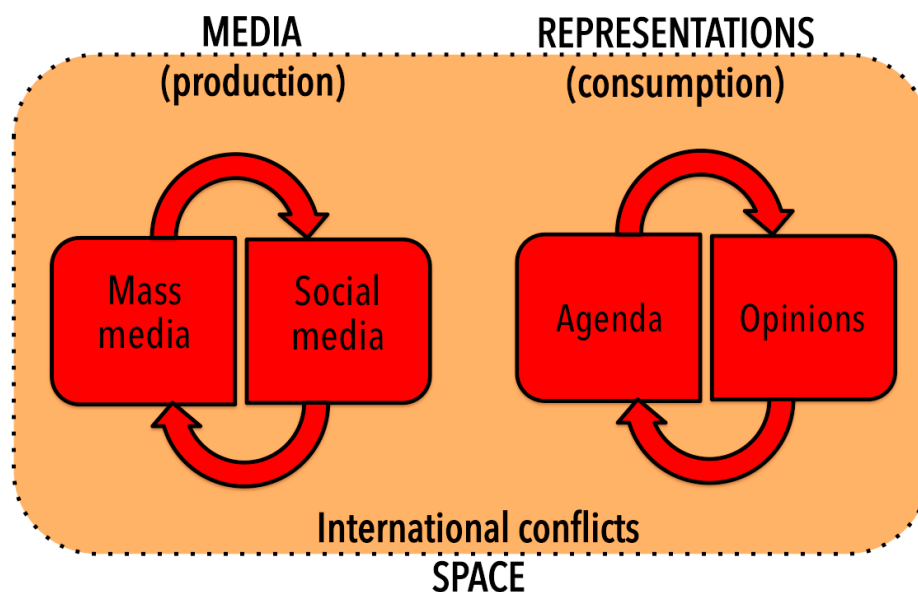 MEDIA
(production)
REPRESENTATIONS
(consumption)
Mass
media
Social
media
Agenda
Opinions
International conflicts
SPACE